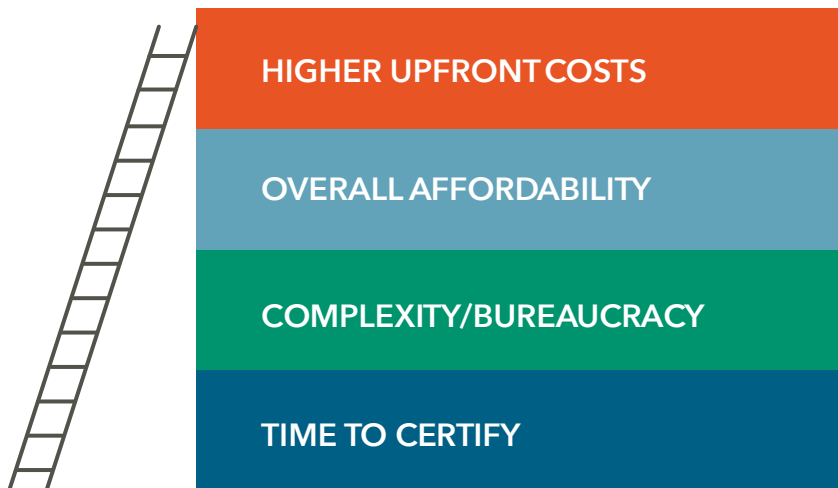 HIGHER UPFRONT COSTS
OVERALL AFFORDABILITY
COMPLEXITY/BUREAUCRACY
TIME TO CERTIFY